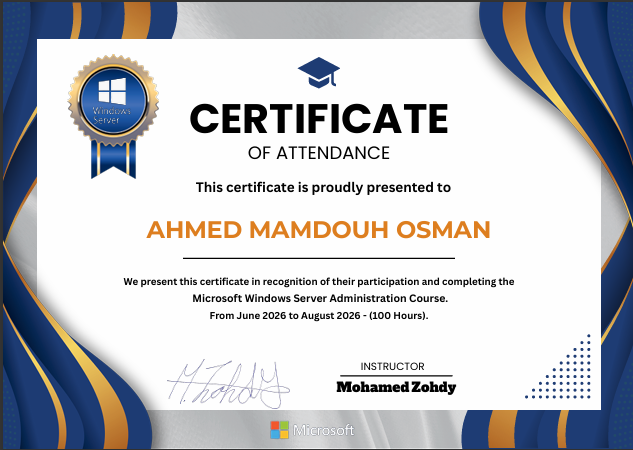 Windows
Server
CERTIFICATE
OF ATTENDANCE
This certificate is proudly presented to
AHMED MAMDOUH OSMAN
We present this certificate in recognition of their participation and completing the
Microsoft Windows Server Administration Course.
From June 2026 to August 2026 - (100 Hours).
INSTRUCTOR
Mohamed Zohdy
Microsoft